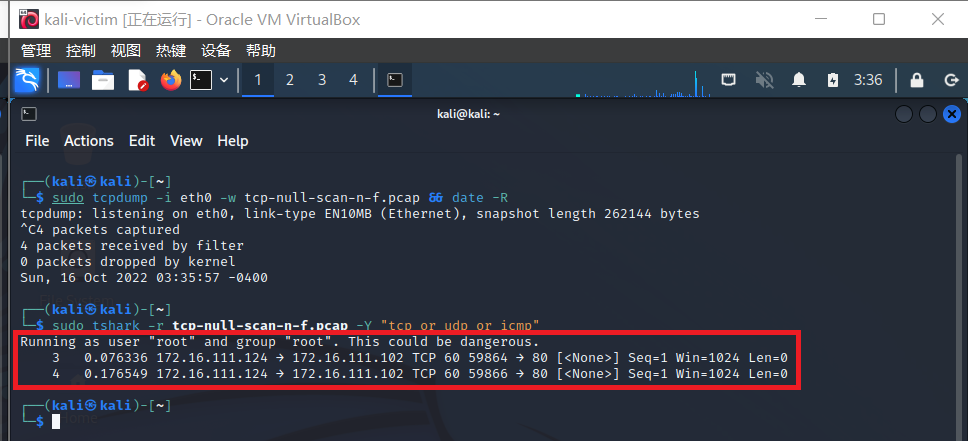 kali-victim [正在运行] - Oracle VM VirtualBox
管理 控制 视图 热键 设备 帮助
1 2 3 4 3:36
kali@kali: ~
File Actions Edit View Help
┌──(kali㉿kali)-[~]
└─$ sudo tcpdump -i eth0 -w tcp-null-scan-n-f.pcap && date -R
tcpdump: listening on eth0, link-type EN10MB (Ethernet), snapshot length 262144 bytes
^C4 packets captured
4 packets received by filter
0 packets dropped by kernel
Sun, 16 Oct 2022 03:35:57 -0400
┌──(kali㉿kali)-[~]
└─$ sudo tshark -r tcp-null-scan-n-f.pcap -Y "tcp or udp or icmp"
Running as user "root" and group "root". This could be dangerous.
3 0.076336 172.16.111.124 → 172.16.111.102 TCP 60 59864 → 80 [<None>] Seq=1 Win=1024 Len=0
4 0.176549 172.16.111.124 → 172.16.111.102 TCP 60 59866 → 80 [<None>] Seq=1 Win=1024 Len=0
┌──(kali㉿kali)-[~]
└─$